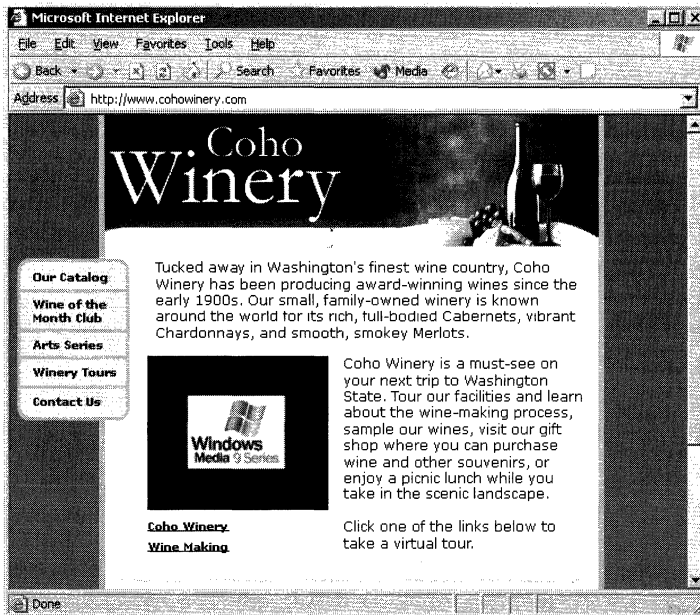 Microsoft Internet Explorer
File Edit View Favorites Tools Help
Back Search Favorites Media
Address http://www.cohowinery.com
Coho
Winery
Our Catalog
Wine of the
Month Club
Arts Series
Winery Tours
Contact Us
Tucked away in Washington's finest wine country, Coho
Winery has been producing award-winning wines since the
early 1900s. Our small, family-owned winery is known
around the world for its rich, full-bodied Cabernets, vibrant
Chardonnays, and smooth, smokey Merlots.
Windows
Media 9 Series
Coho Winery is a must-see on
your next trip to Washington
State. Tour our facilities and learn
about the wine-making process,
sample our wines, visit our gift
shop where you can purchase
wine and other souvenirs, or
enjoy a picnic lunch while you
take in the scenic landscape.
Coho Winery
Wine Making
Click one of the links below to
take a virtual tour.
Done